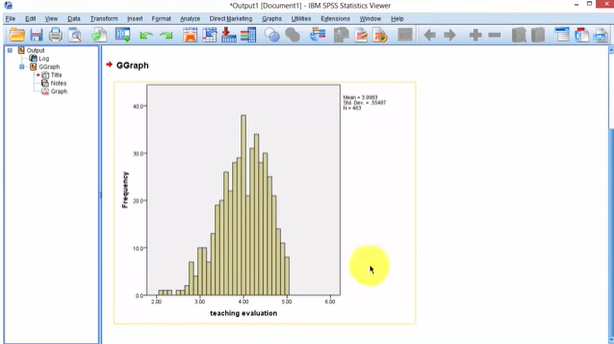 *Output1 [Document1] - IBM SPSS Statistics Viewer
File Edit View Data Transform Insert Format Analyze Direct Marketing Graphs Utilities Extensions Window Help
Output
Log
GGraph
Title
Notes
Graph
GGraph
Mean = 3.9983
Std. Dev. = .55487
N = 463
Frequency
40.0
30.0
20.0
10.0
0.0
2.00 3.00 4.00 5.00 6.00
teaching evaluation